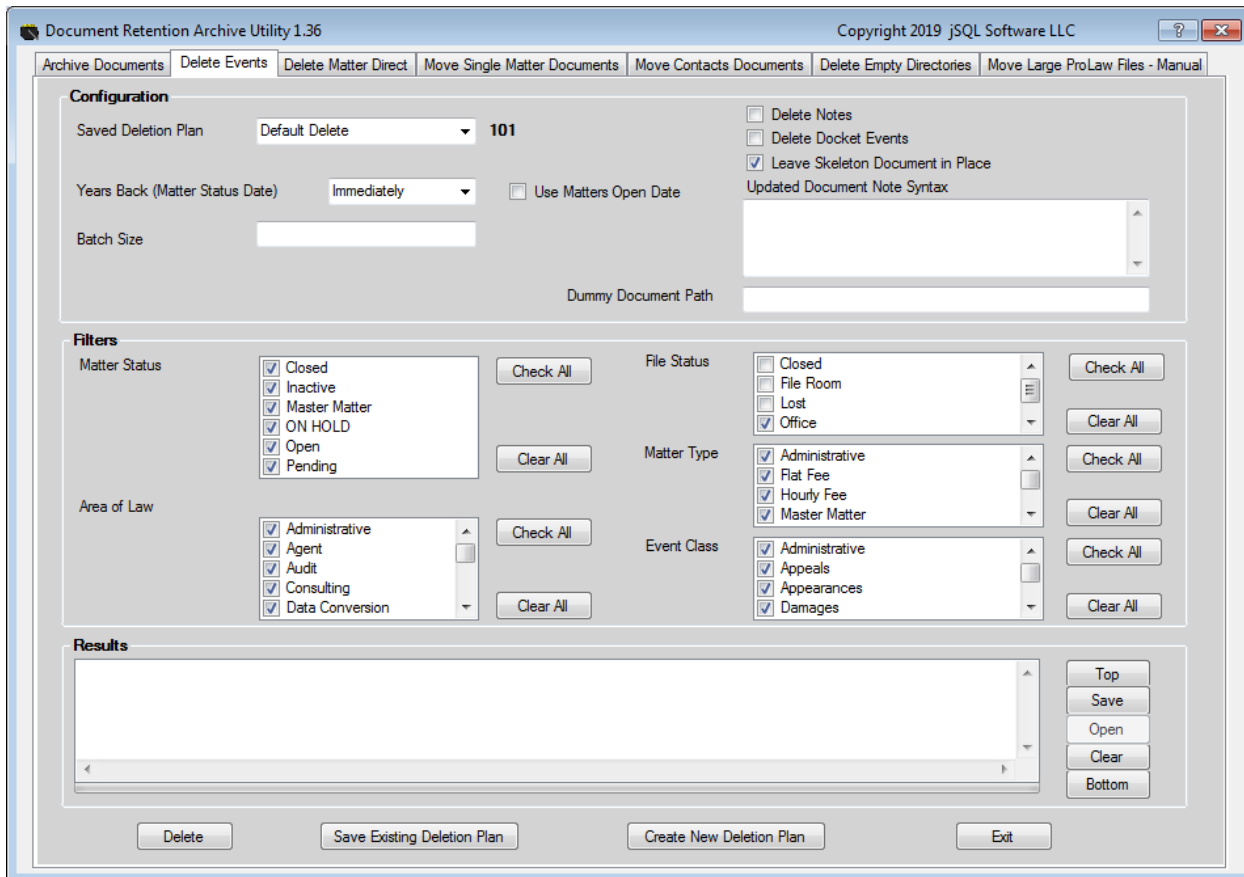 Document Retention Archive Utility 1.36 Copyright 2019 jSQL Software LLC
Archive Documents Delete Events Delete Matter Direct Move Single Matter Documents Move Contacts Documents Delete Empty Directories Move Large ProLaw Files - Manual
Configuration
Saved Deletion Plan Default Delete 101
Delete Notes
Delete Docket Events
Leave Skeleton Document in Place
Years Back (Matter Status Date) Immediately Use Matters Open Date
Updated Document Note Syntax
Batch Size
Dummy Document Path
Filters
Matter Status
Closed
Inactive
Master Matter
ON HOLD
Open
Pending
Check All
Clear All
File Status
Closed
File Room
Lost
Office
Check All
Clear All
Matter Type
Administrative
Flat Fee
Hourly Fee
Master Matter
Check All
Clear All
Area of Law
Administrative
Agent
Audit
Consulting
Data Conversion
Check All
Clear All
Event Class
Administrative
Appeals
Appearances
Damages
Check All
Clear All
Results
Top
Save
Open
Clear
Bottom
Delete Save Existing Deletion Plan Create New Deletion Plan Exit